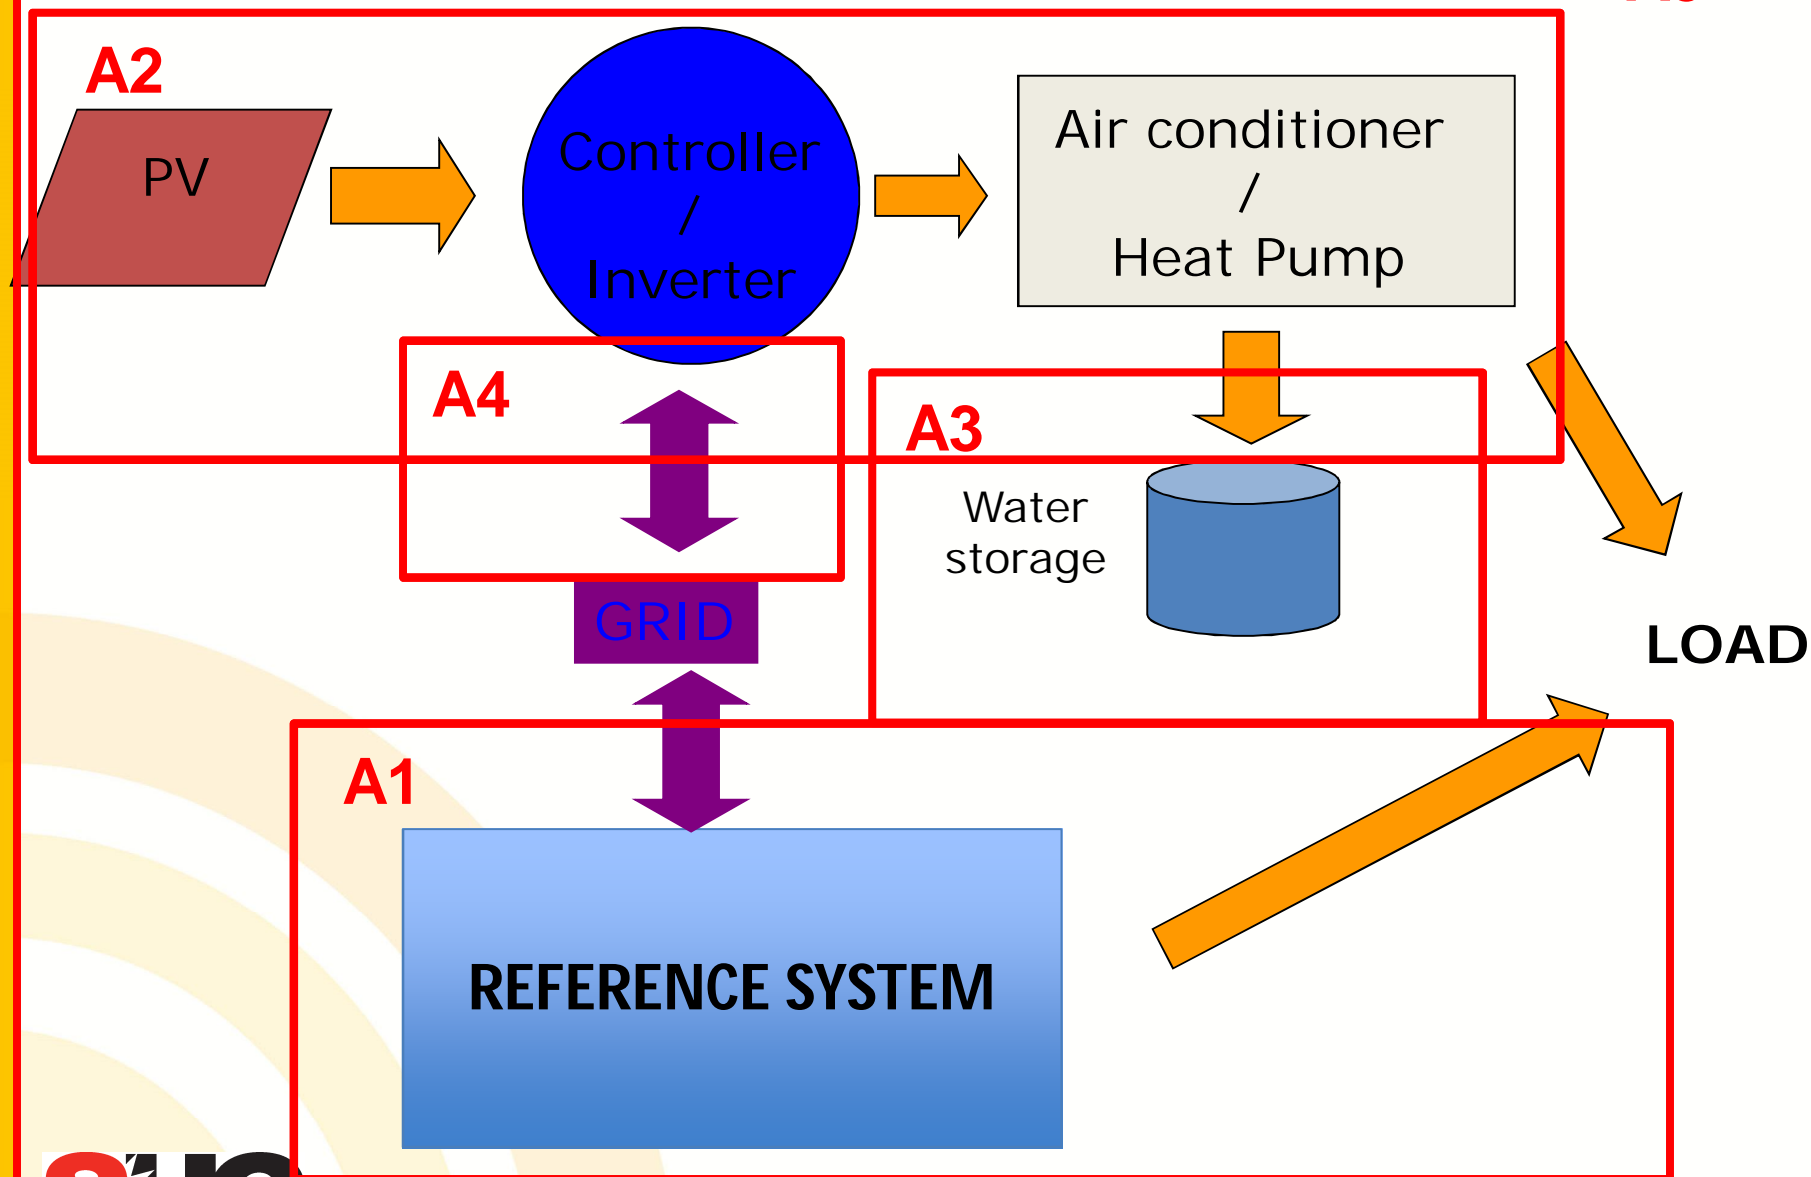 A2
PV
Controller
/
Inverter
Air conditioner
/
Heat Pump
A4
A3
Water
storage
GRID
LOAD
A1
REFERENCE SYSTEM